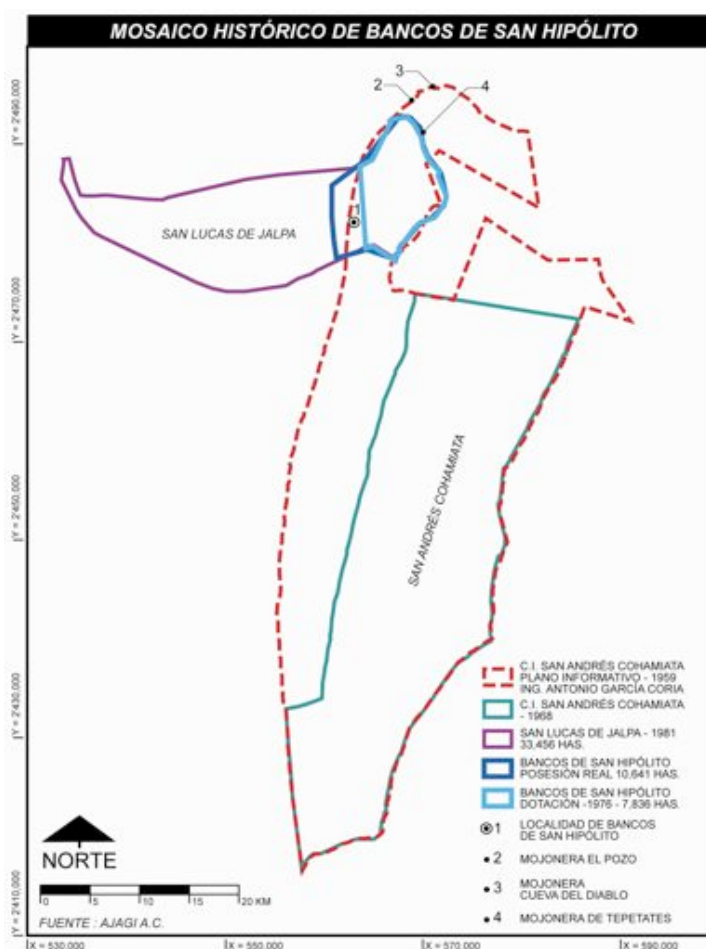 MOSAICO HISTÓRICO DE BANCOS DE SAN HIPÓLITO
3
2
4
1
|Y = 2'490,000
|Y = 2'470,000
|Y = 2'450,000
|Y = 2'430,000
|Y = 2'410,000
SAN LUCAS DE JALPA
SAN ANDRÉS COHAMIATA
C.I. SAN ANDRÉS COHAMIATA
PLANO INFORMATIVO - 1959
ING. ANTONIO GARCÍA CORIA
C.I. SAN ANDRÉS COHAMIATA
- 1968
SAN LUCAS DE JALPA - 1981
33,456 HAS.
BANCOS DE SAN HIPÓLITO
POSESIÓN REAL 10,641 HAS.
BANCOS DE SAN HIPÓLITO
DOTACIÓN -1976 - 7,836 HAS.
1 LOCALIDAD DE BANCOS
DE SAN HIPÓLITO
2 MOJONERA EL POZO
3 MOJONERA
CUEVA DEL DIABLO
4 MOJONERA DE TEPETATES
NORTE
0 5 10 15 20 KM
FUENTE : AJAGI A.C.
|X = 530,000
|X = 550,000
|X = 570,000
|X = 590,000